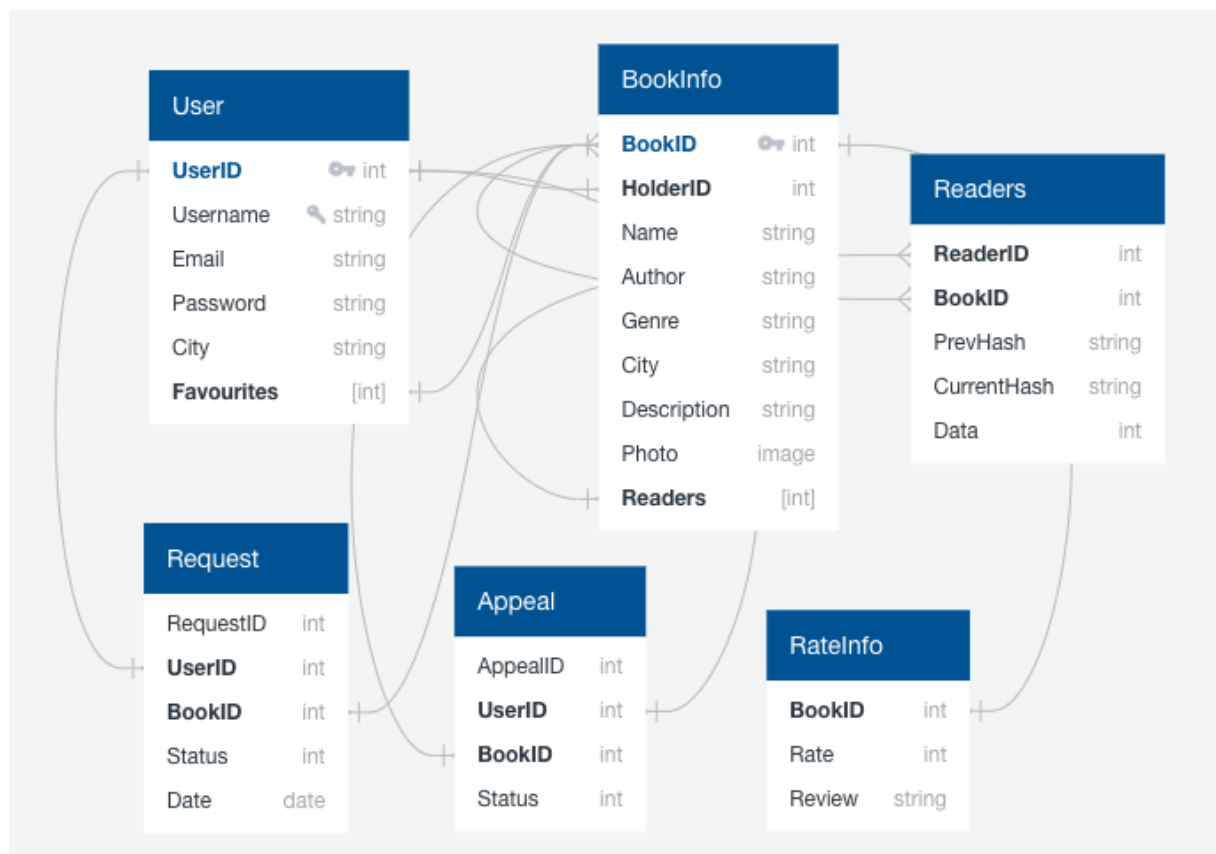 User
UserID int
Username string
Email string
Password string
City string
Favourites [int]
BookInfo
BookID int
HolderID int
Name string
Author string
Genre string
City string
Description string
Photo image
Readers [int]
Readers
ReaderID int
BookID int
PrevHash string
CurrentHash string
Data int
Request
RequestID int
UserID int
BookID int
Status int
Date date
Appeal
AppealID int
UserID int
BookID int
Status int
RateInfo
BookID int
Rate int
Review string